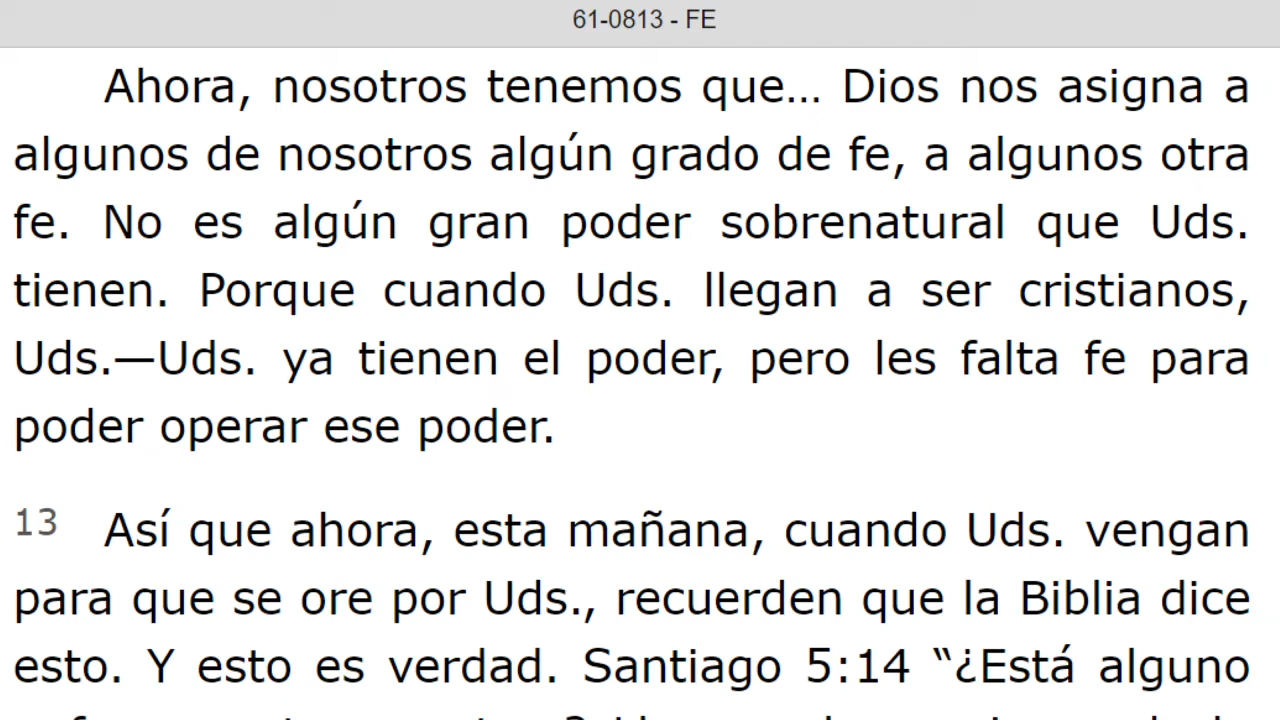 61-0813 - FE
Ahora, nosotros tenemos que… Dios nos asigna a
algunos de nosotros algún grado de fe, a algunos otra
fe. No es algún gran poder sobrenatural que Uds.
tienen. Porque cuando Uds. llegan a ser cristianos,
Uds.—Uds. ya tienen el poder, pero les falta fe para
poder operar ese poder.
13 Así que ahora, esta mañana, cuando Uds. vengan
para que se ore por Uds., recuerden que la Biblia dice
esto. Y esto es verdad. Santiago 5:14 “¿Está alguno